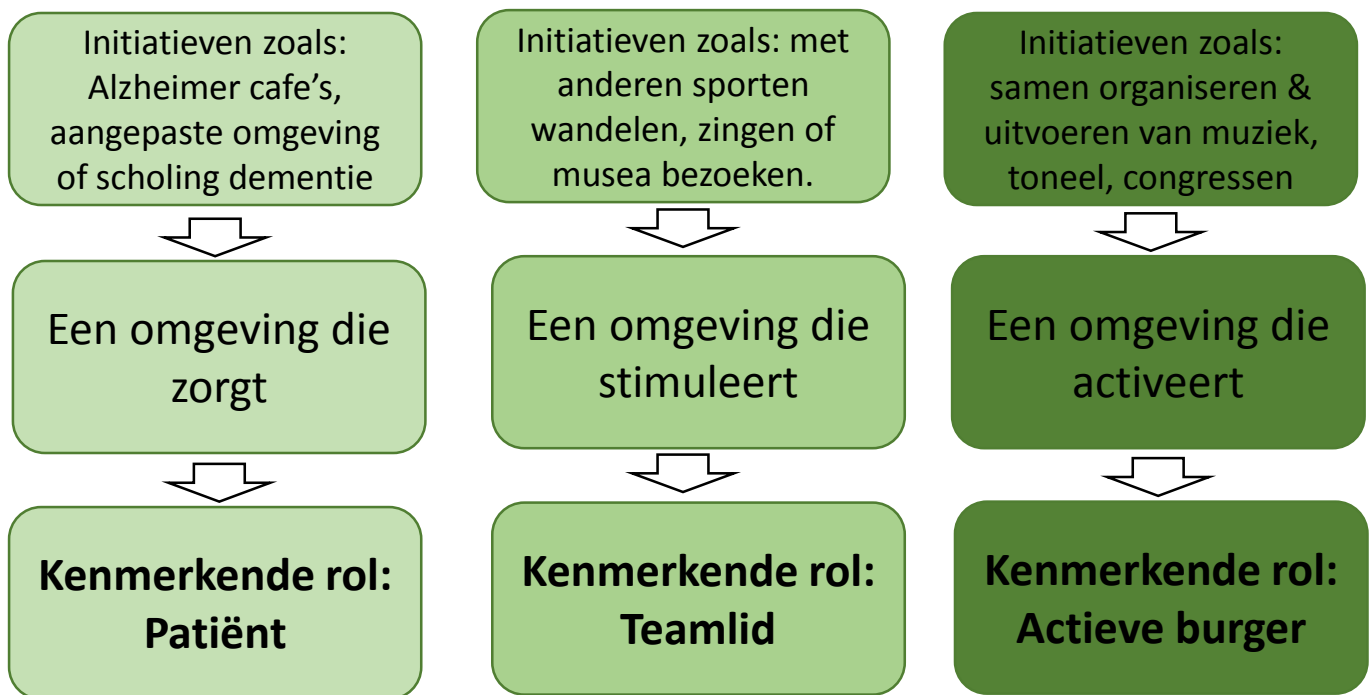 Initiatieven zoals:
Alzheimer cafe's,
aangepaste omgeving
of scholing dementie
Een omgeving die
zorgt
Kenmerkende rol:
Patiënt
Initiatieven zoals: met
anderen sporten
wandelen, zingen of
musea bezoeken.
Een omgeving die
stimuleert
Kenmerkende rol:
Teamlid
Initiatieven zoals:
samen organiseren &
uitvoeren van muziek,
toneel, congressen
Een omgeving die
activeert
Kenmerkende rol:
Actieve burger